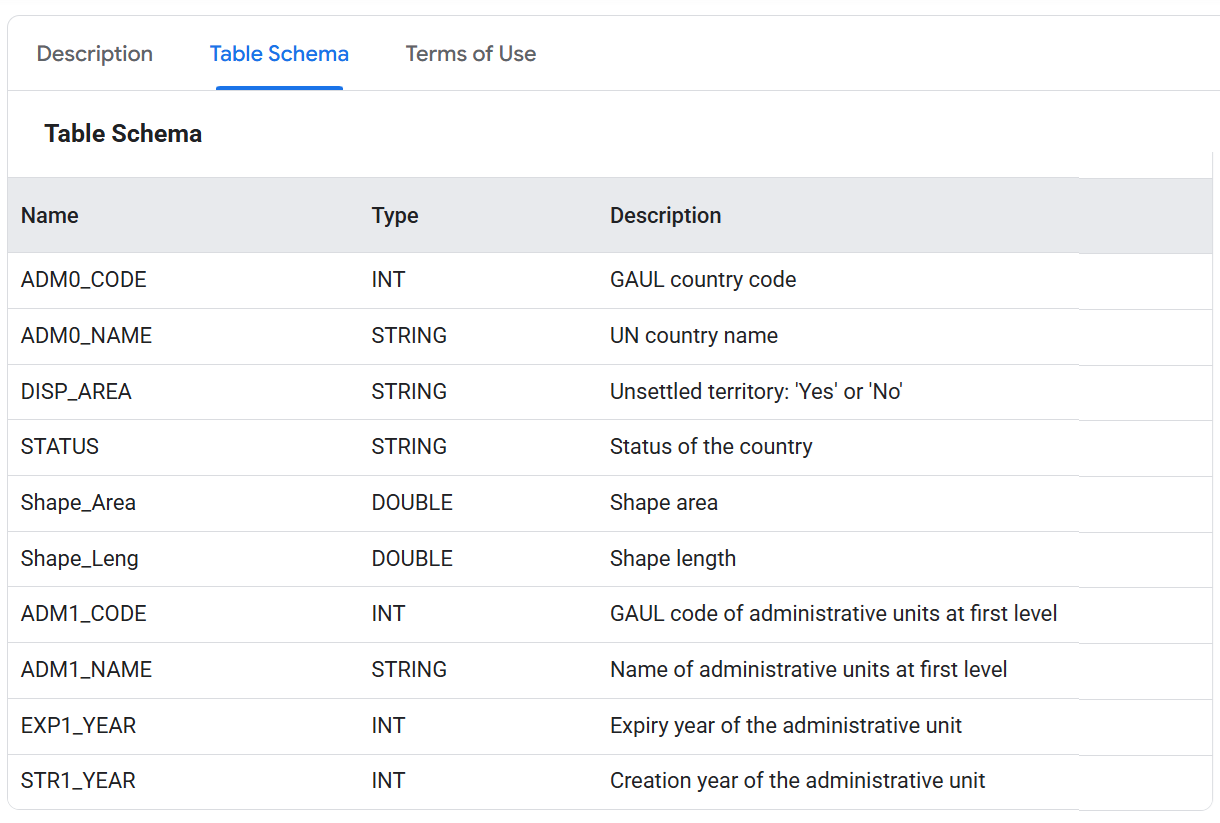 Description Table Schema Terms of Use
Table Schema
Name Type Description
ADM0_CODE INT GAUL country code
ADM0_NAME STRING UN country name
DISP_AREA STRING Unsettled territory: 'Yes' or 'No'
STATUS STRING Status of the country
Shape_Area DOUBLE Shape area
Shape_Leng DOUBLE Shape length
ADM1_CODE INT GAUL code of administrative units at first level
ADM1_NAME STRING Name of administrative units at first level
EXP1_YEAR INT Expiry year of the administrative unit
STR1_YEAR INT Creation year of the administrative unit